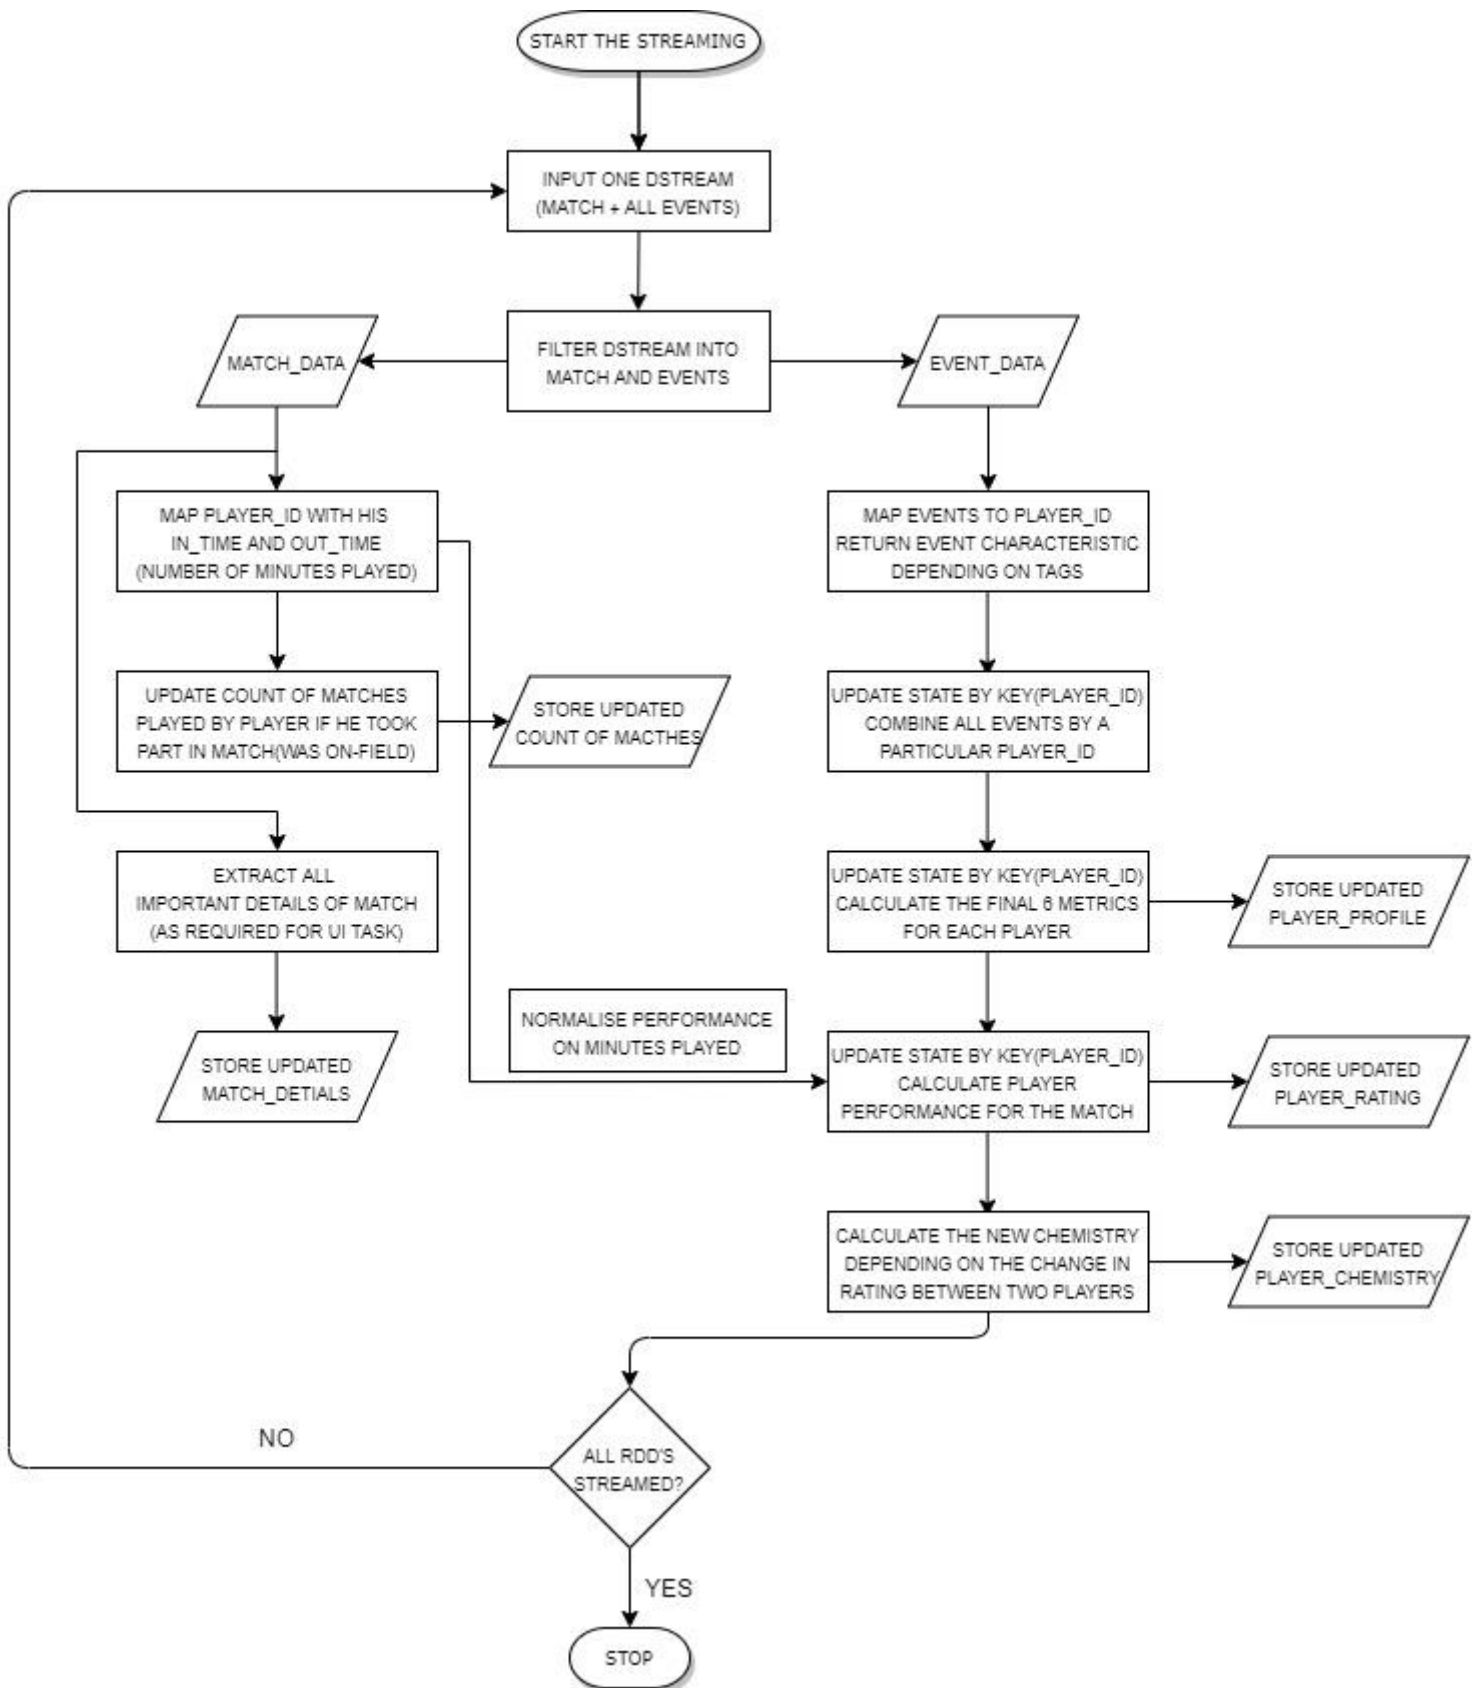 START THE STREAMING
INPUT ONE DSTREAM
(MATCH + ALL EVENTS)
FILTER DSTREAM INTO
MATCH AND EVENTS
MATCH_DATA
EVENT_DATA
MAP PLAYER_ID WITH HIS
IN_TIME AND OUT_TIME
(NUMBER OF MINUTES PLAYED)
MAP EVENTS TO PLAYER_ID
RETURN EVENT CHARACTERISTIC
DEPENDING ON TAGS
UPDATE COUNT OF MATCHES
PLAYED BY PLAYER IF HE TOOK
PART IN MATCH(WAS ON-FIELD)
STORE UPDATED
COUNT OF MACTHES
UPDATE STATE BY KEY(PLAYER_ID)
COMBINE ALL EVENTS BY A
PARTICULAR PLAYER_ID
EXTRACT ALL
IMPORTANT DETAILS OF MATCH
(AS REQUIRED FOR UI TASK)
UPDATE STATE BY KEY(PLAYER_ID)
CALCULATE THE FINAL 6 METRICS
FOR EACH PLAYER
STORE UPDATED
PLAYER_PROFILE
NORMALISE PERFORMANCE
ON MINUTES PLAYED
STORE UPDATED
MATCH_DETIALS
UPDATE STATE BY KEY(PLAYER_ID)
CALCULATE PLAYER
PERFORMANCE FOR THE MATCH
STORE UPDATED
PLAYER_RATING
CALCULATE THE NEW CHEMISTRY
DEPENDING ON THE CHANGE IN
RATING BETWEEN TWO PLAYERS
STORE UPDATED
PLAYER_CHEMISTRY
NO
ALL RDD'S
STREAMED?
YES
STOP